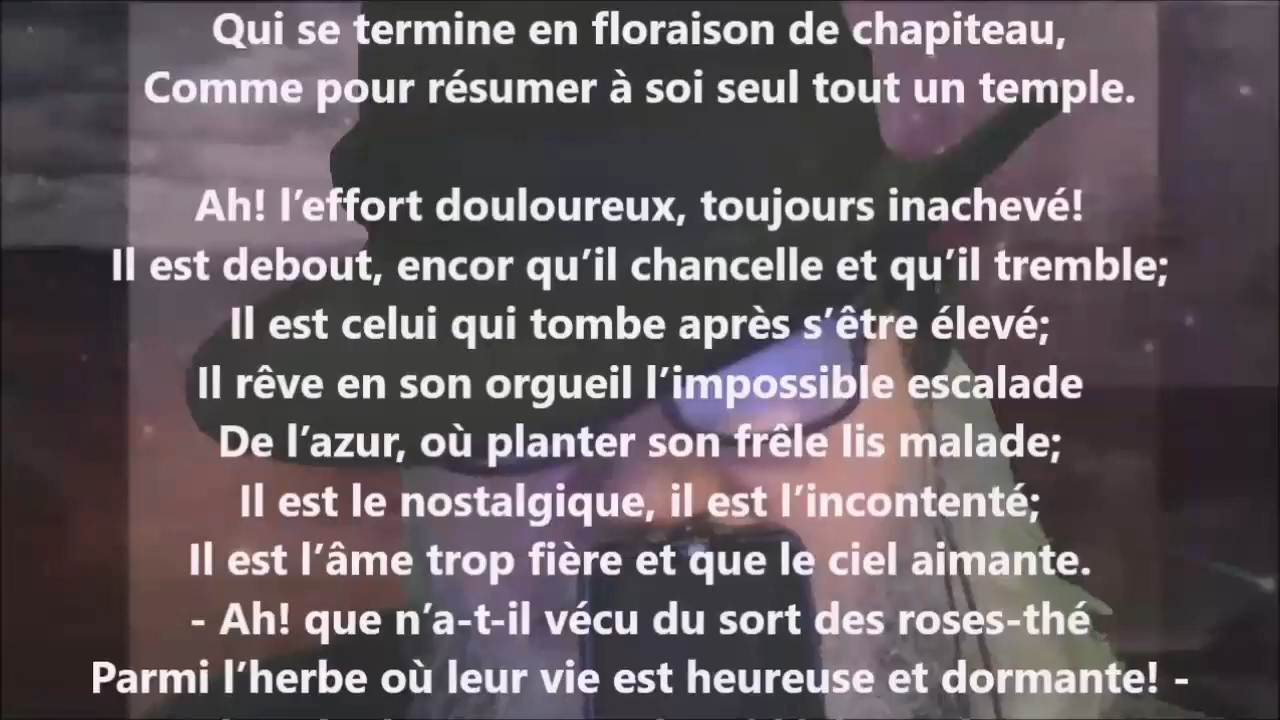 Qui se termine en floraison de chapiteau,
Comme pour résumer à soi seul tout un temple.
Ah! l’effort douloureux, toujours inachevé!
Il est debout, encor qu’il chancelle et qu’il tremble;
Il est celui qui tombe après s’être élevé;
Il rêve en son orgueil l’impossible escalade
De l’azur, où planter son frêle lis malade;
Il est le nostalgique, il est l’incontenté;
Il est l’âme trop fière et que le ciel aimante.
- Ah! que n’a-t-il vécu du sort des roses-thé
Parmi l’herbe où leur vie est heureuse et dormante! -